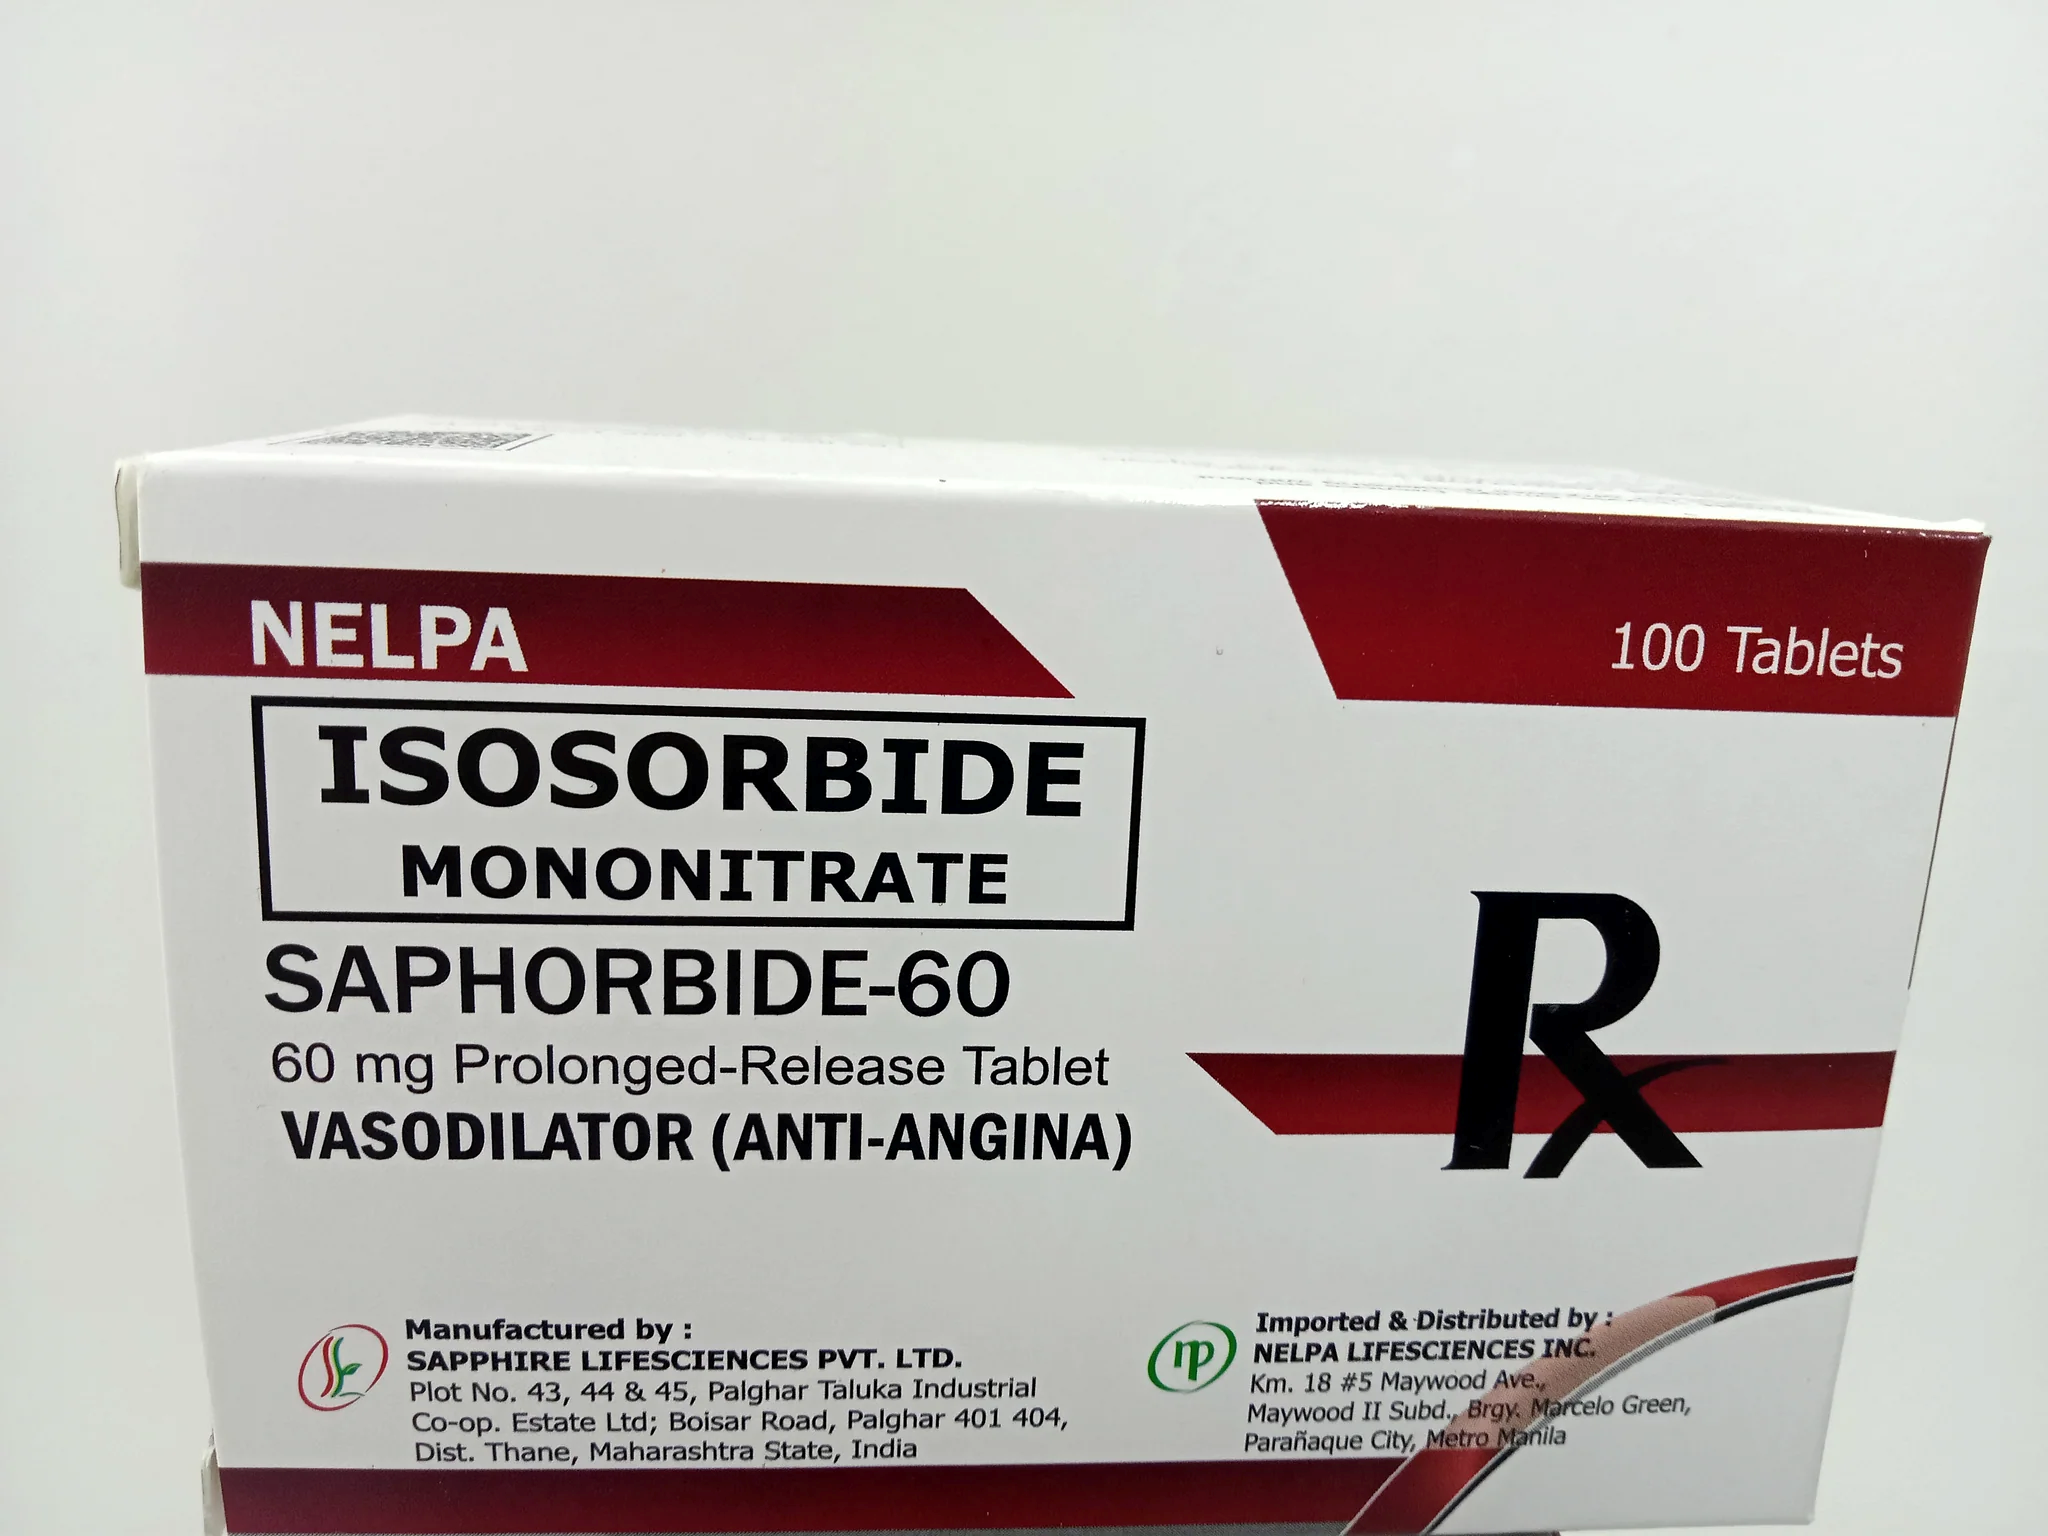 NELPA
100 Tablets
ISOSORBIDE
MONONITRATE
SAPHORBIDE-60
60 mg Prolonged-Release Tablet
VASODILATOR (ANTI-ANGINA)
Rx
Manufactured by :
SAPPHIRE LIFESCIENCES PVT. LTD.
Plot No. 43, 44 & 45, Palghar Taluka Industrial
Co-op. Estate Ltd; Boisar Road, Palghar 401 404,
Dist. Thane, Maharashtra State, India
np
Imported & Distributed by :
NELPA LIFESCIENCES INC.
Km. 18 #5 Maywood Ave.,
Maywood II Subd., Brgy. Marcelo Green,
Parañaque City, Metro Manila